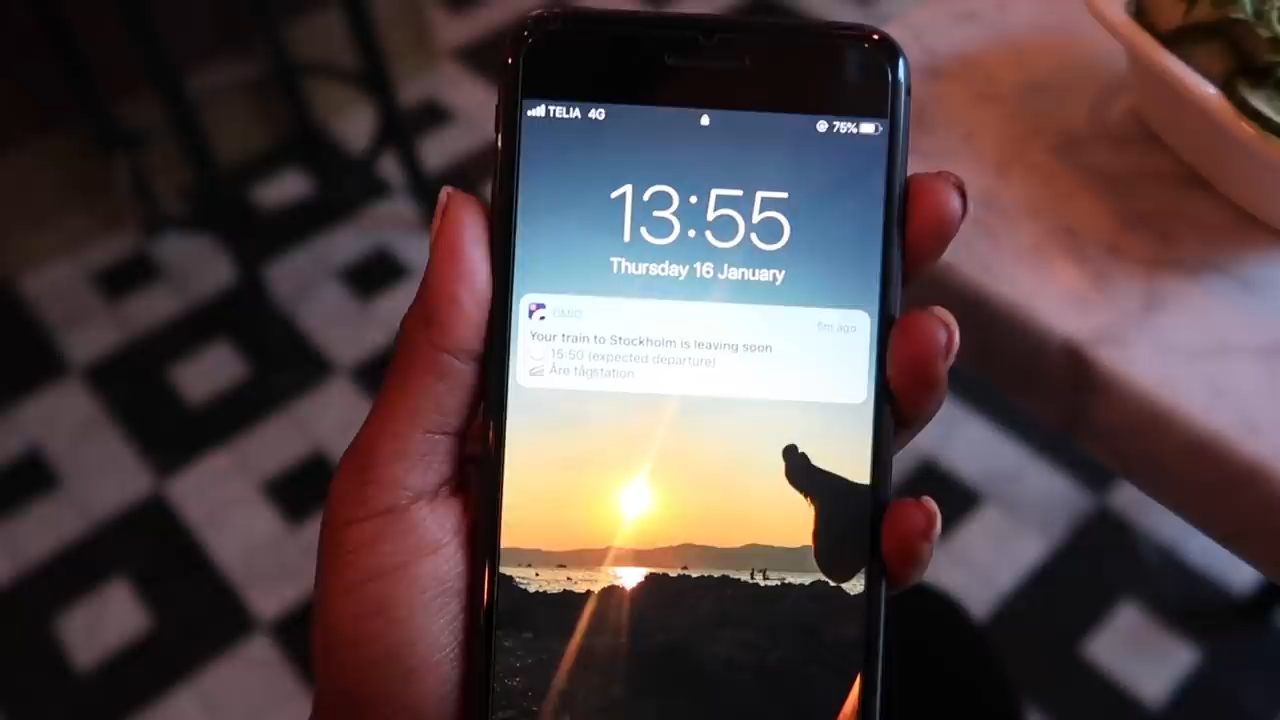 TELIA 4G
75%
13:55
Thursday 16 January
OMIO
5m ago
Your train to Stockholm is leaving soon
15:50 (expected departure)
Åre tågstation